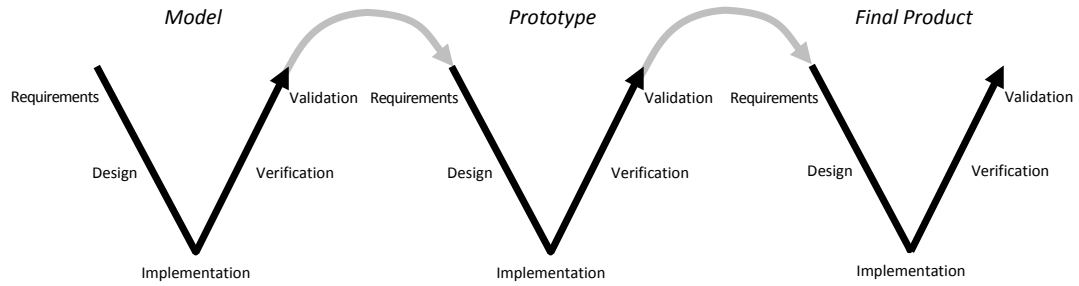 Model
Prototype
Final Product
Requirements
Validation
Requirements
Validation
Requirements
Validation
Design
Verification
Design
Verification
Design
Verification
Implementation
Implementation
Implementation